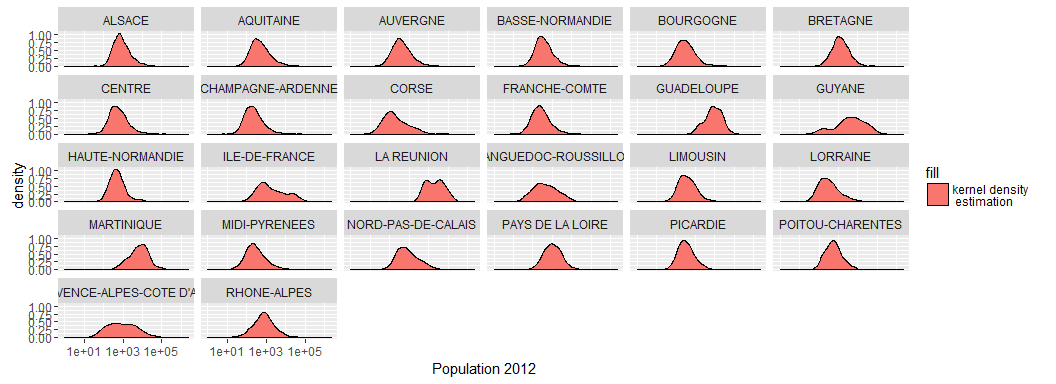 ALSACE AQUITAINE AUVERGNE BASSE-NORMANDIE BOURGOGNE BRETAGNE
1.00
0.75
0.50
0.25
0.00
CENTRE CHAMPAGNE-ARDENNE CORSE FRANCHE-COMTE GUADELOUPE GUYANE
1.00
0.75
0.50
0.25
0.00
HAUTE-NORMANDIE ILE-DE-FRANCE LA REUNION ANGUEDOC-ROUSSILLO LIMOUSIN LORRAINE
1.00
0.75
0.50
0.25
0.00
MARTINIQUE MIDI-PYRENEES NORD-PAS-DE-CALAIS PAYS DE LA LOIRE PICARDIE POITOU-CHARENTES
1.00
0.75
0.50
0.25
0.00
VENCE-ALPES-COTE D'A RHONE-ALPES
1.00
0.75
0.50
0.25
0.00
1e+01 1e+03 1e+05 1e+01 1e+03 1e+05
Population 2012
density
fill
kernel density
estimation